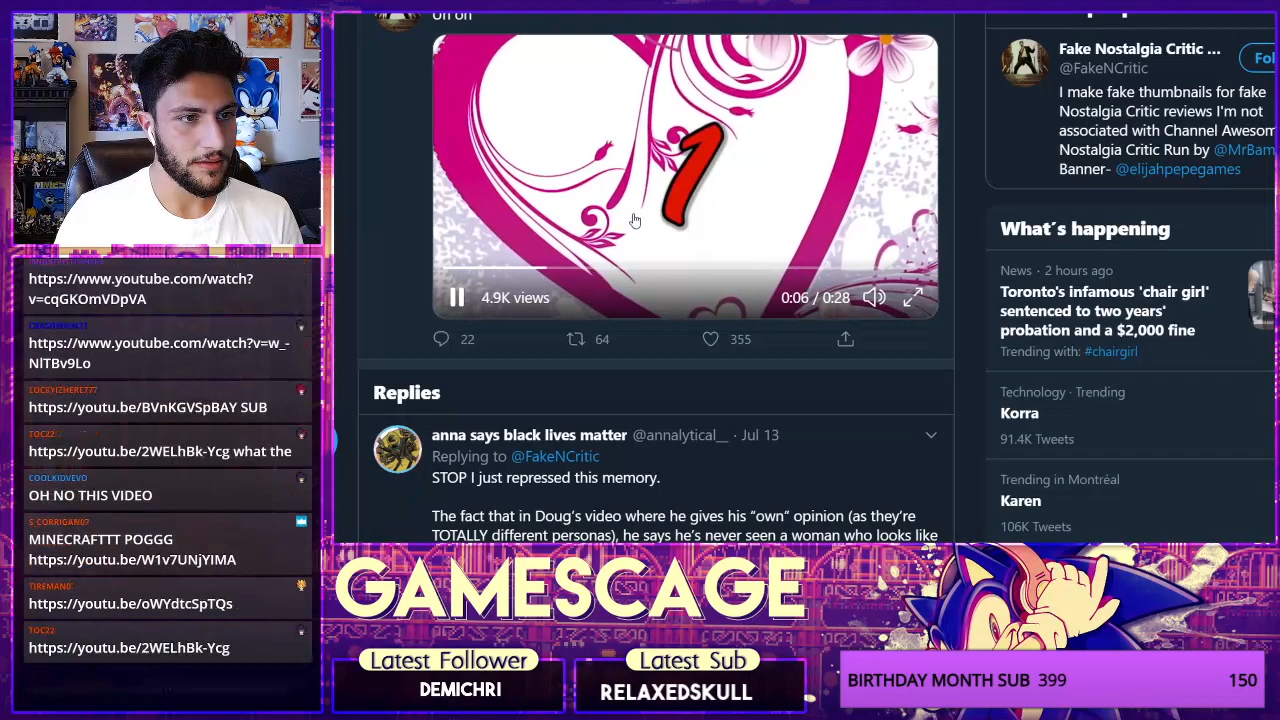 https://www.youtube.com/watch?
v=cqGKOmVDpVA
https://www.youtube.com/watch?v=w_-
NlTBv9Lo
LUCKYIZHERE777
https://youtu.be/BVnKGVSpBAY SUB
TOC22
https://youtu.be/2WELhBk-Ycg what the
COOLKIDVEVO
OH NO THIS VIDEO
S_CORRIGAN07
MINECRAFTTT POGGG
https://youtu.be/W1v7UNjYIMA
TIREMAN0
https://youtu.be/oWYdtcSpTQs
TOC22
https://youtu.be/2WELhBk-Ycg
Uh oh
1
4.9K views
0:06 / 0:28
22
64
355
Replies
anna says black lives matter @annalytical__ · Jul 13
Replying to @FakeNCritic
STOP I just repressed this memory.
The fact that in Doug's video where he gives his "own" opinion (as they're
TOTALLY different personas), he says he's never seen a woman who looks like
Fake Nostalgia Critic ...
@FakeNCritic
Fol
I make fake thumbnails for fake
Nostalgia Critic reviews I'm not
associated with Channel Awesom
Nostalgia Critic Run by @MrBam
Banner- @elijahpepegames
What's happening
News · 2 hours ago
Toronto's infamous 'chair girl'
sentenced to two years'
probation and a $2,000 fine
Trending with: #chairgirl
Technology · Trending
Korra
91.4K Tweets
Trending in Montréal
Karen
106K Tweets
GAMESCAGE
Latest Follower
DEMICHRI
Latest Sub
RELAXEDSKULL
BIRTHDAY MONTH SUB 399
150